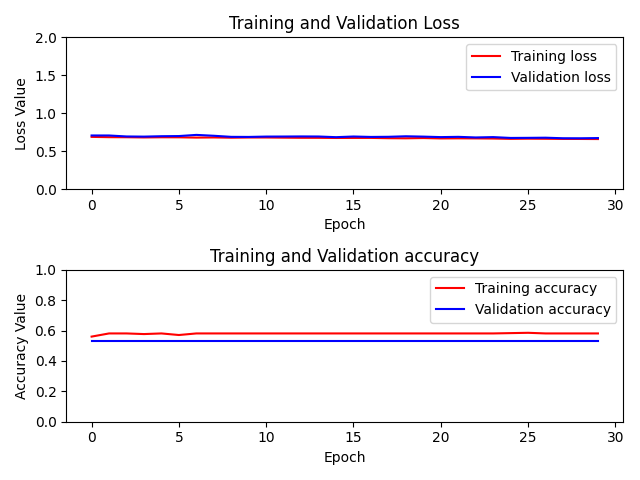 Training and Validation Loss
2.0
1.5
1.0
0.5
0.0
Loss Value
Training loss
Validation loss
0 5 10 15 20 25 30
Epoch
Training and Validation accuracy
1.0
0.8
0.6
0.4
0.2
0.0
Accuracy Value
Training accuracy
Validation accuracy
0 5 10 15 20 25 30
Epoch